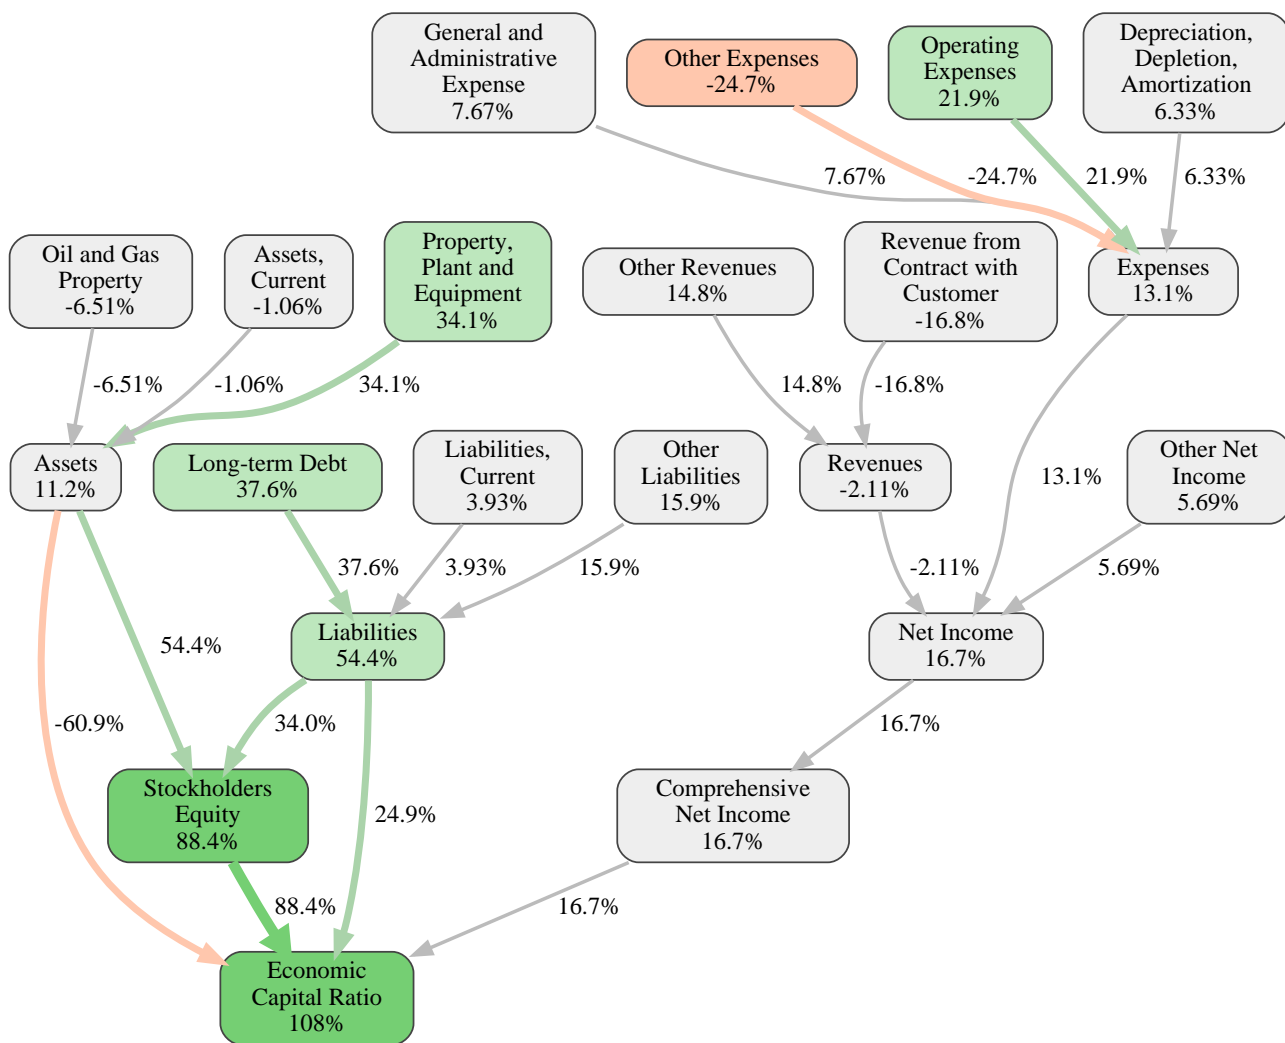 General and
Administrative
Expense
7.67%
Other Expenses
-24.7%
Operating
Expenses
21.9%
Depreciation,
Depletion,
Amortization
6.33%
7.67%
-24.7%
21.9%
6.33%
Oil and Gas
Property
-6.51%
Assets,
Current
-1.06%
Property,
Plant and
Equipment
34.1%
Other Revenues
14.8%
Revenue from
Contract with
Customer
-16.8%
Expenses
13.1%
-6.51%
-1.06%
34.1%
14.8%
-16.8%
Assets
11.2%
Long-term Debt
37.6%
Liabilities,
Current
3.93%
Other
Liabilities
15.9%
Revenues
-2.11%
13.1%
Other Net
Income
5.69%
37.6%
3.93%
15.9%
-2.11%
5.69%
54.4%
Liabilities
54.4%
Net Income
16.7%
-60.9%
34.0%
16.7%
Stockholders
Equity
88.4%
24.9%
Comprehensive
Net Income
16.7%
88.4%
16.7%
Economic
Capital Ratio
108%